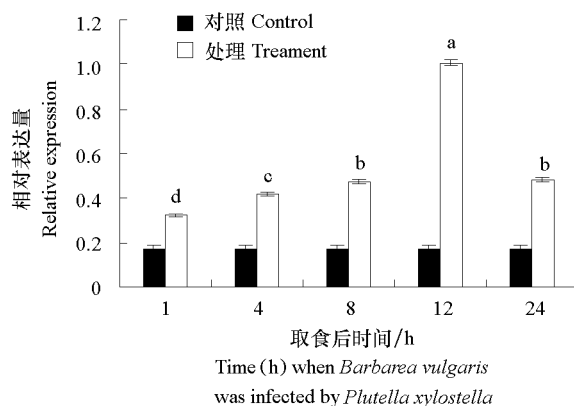 1.2
1.0
0.8
0.6
0.4
0.2
0
相对表达量
Relative expression
对照 Control
处理 Treament
d
c
b
a
b
1 4 8 12 24
取食后时间/h
Time (h) when Barbarea vulgaris
was infected by Plutella xylostella